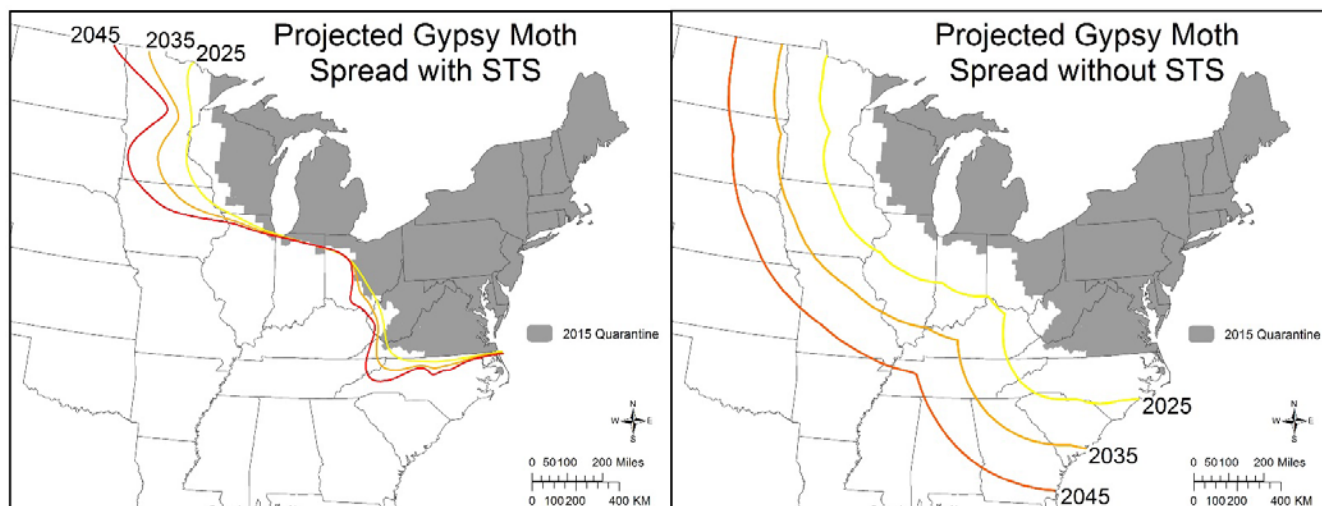 Projected Gypsy Moth
Spread with STS
2045
2035
2025
2015 Quarantine
N
W E
S
0 50 100 200 Miles
0 100 200 400 KM
Projected Gypsy Moth
Spread without STS
2015 Quarantine
2025
2035
2045
N
W E
S
0 50 100 200 Miles
0 100 200 400 KM